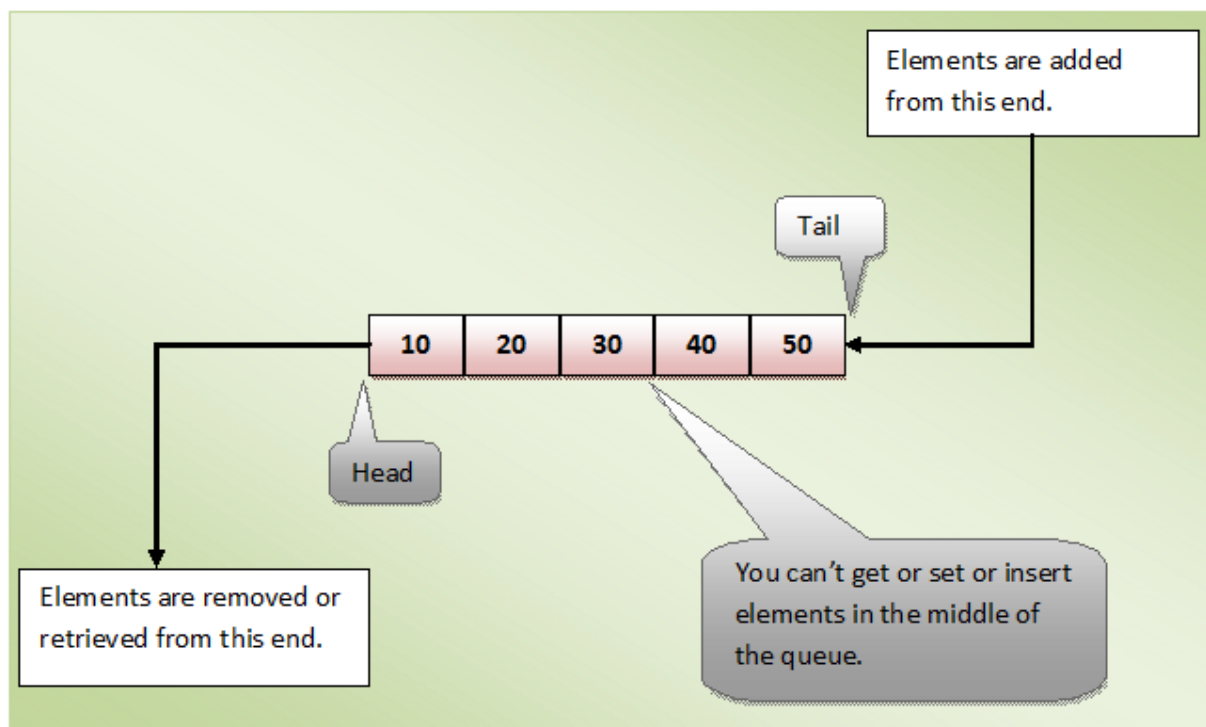 Elements are added
from this end.
Tail
10 20 30 40 50
Head
Elements are removed or
retrieved from this end.
You can’t get or set or insert
elements in the middle of
the queue.